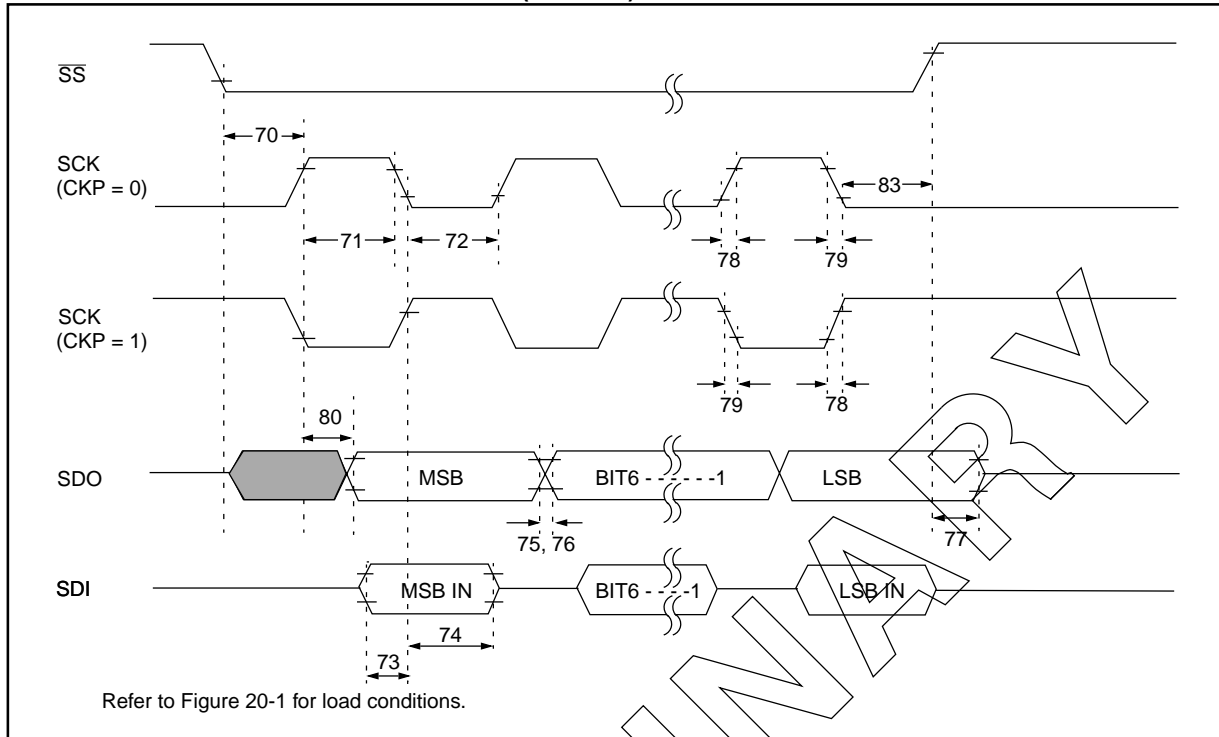 SS
70
SCK
(CKP = 0)
83
71
72
78
79
SCK
(CKP = 1)
79
78
80
SDO
MSB
BIT6 - - - - - -1
LSB
75, 76
77
SDI
MSB IN
BIT6 - - - -1
LSB IN
74
73
Refer to Figure 20-1 for load conditions.
INARY